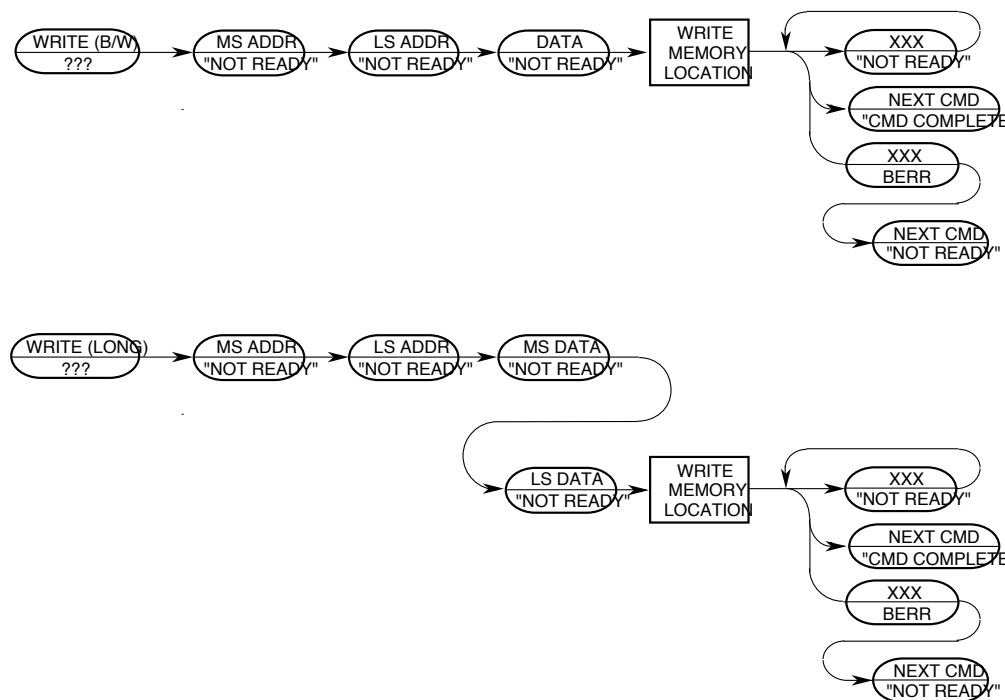 WRITE (B/W)
???
MS ADDR
"NOT READY"
LS ADDR
"NOT READY"
DATA
"NOT READY"
WRITE
MEMORY
LOCATION
XXX
"NOT READY"
NEXT CMD
"CMD COMPLETE
XXX
BERR
NEXT CMD
"NOT READY"
WRITE (LONG)
???
MS ADDR
"NOT READY"
LS ADDR
"NOT READY"
MS DATA
"NOT READY"
LS DATA
"NOT READY"
WRITE
MEMORY
LOCATION
XXX
"NOT READY"
NEXT CMD
"CMD COMPLETE
XXX
BERR
NEXT CMD
"NOT READY"